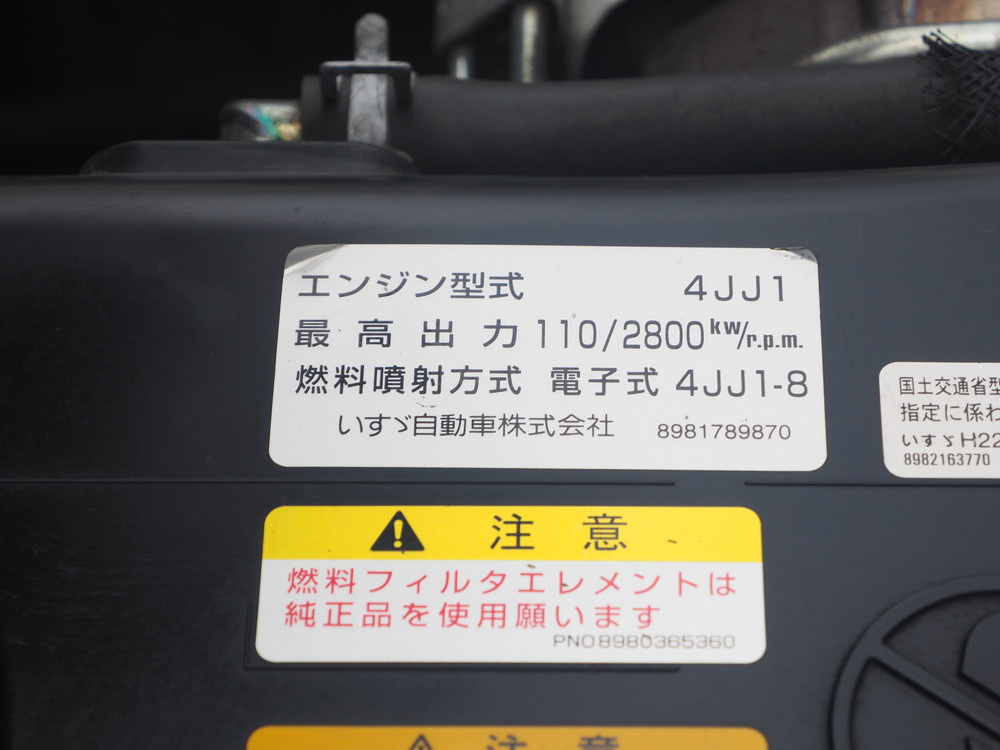 エンジン型式 4JJ1
最高出力 110/2800kw/r.p.m.
燃料噴射方式 電子式 4JJ1-8
いすゞ自動車株式会社 8981789870
国土交通省型
指定に係わ
いすゞH22
8982163770
注意
燃料フィルタエレメントは
純正品を使用願います
PNO8980365360
注意